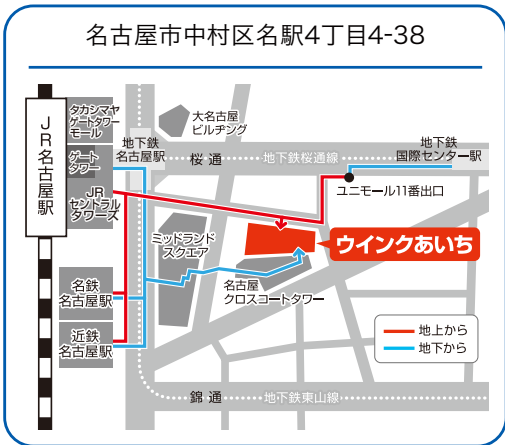 名古屋市中村区名駅4丁目4-38
タカシマヤ
ゲートタワー
モール
大名古屋
ビルヂング
JR名古屋駅
地下鉄
名古屋駅
桜通
地下鉄桜通線
地下鉄
国際センター駅
ゲート
タワー
ユニモール11番出口
JR
セントラル
タワーズ
ミッドランド
スクエア
ウインクあいち
名鉄
名古屋駅
名古屋
クロスコートタワー
近鉄
名古屋駅
地上から
地下から
錦通
地下鉄東山線